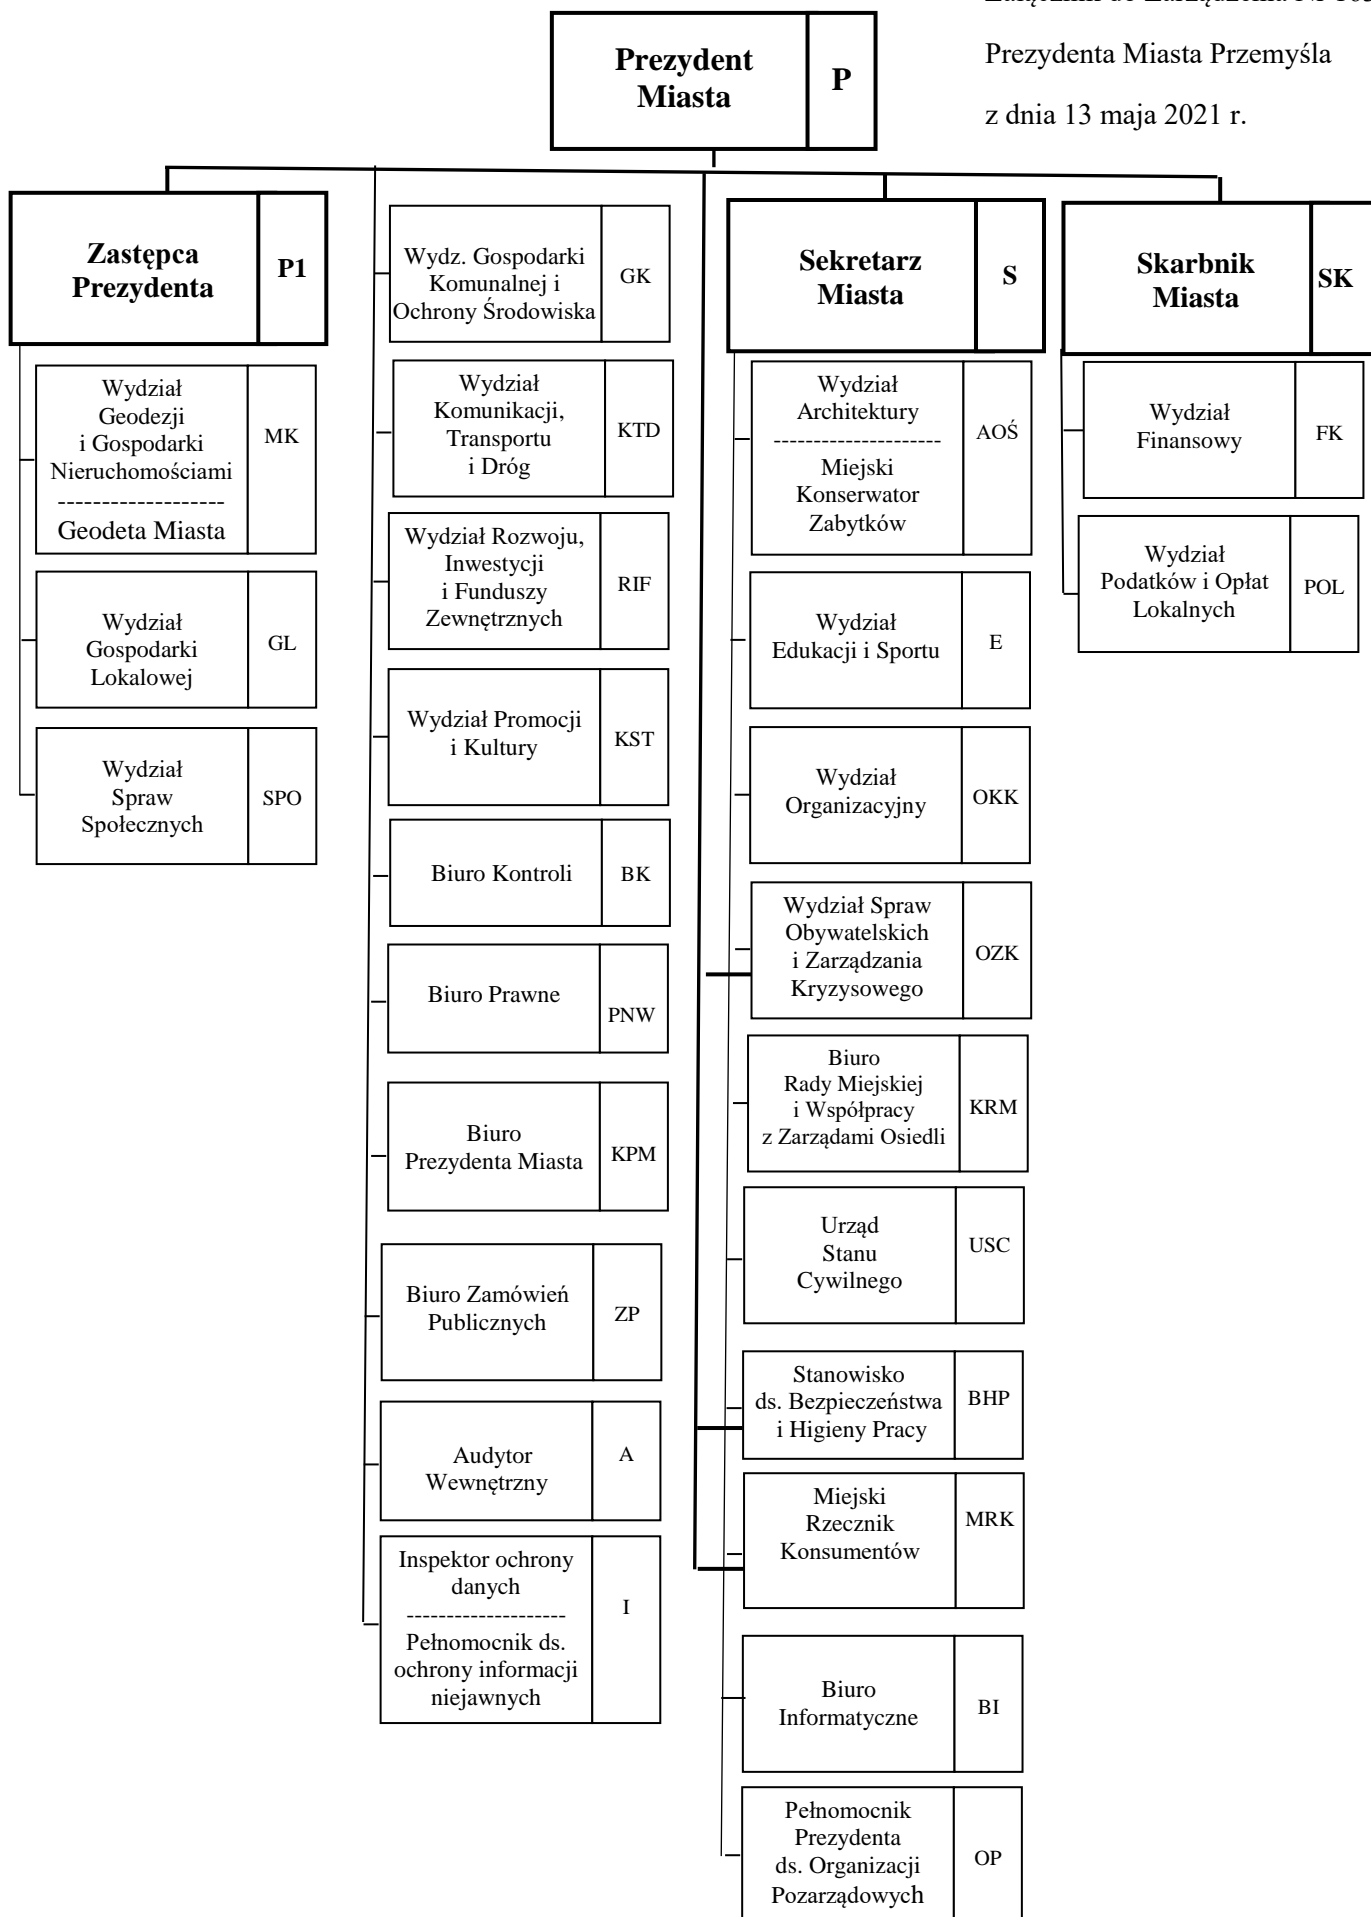 Prezydenta Miasta Przemyśla
z dnia 13 maja 2021 r.
Prezydent
Miasta
P
Zastępca
Prezydenta
P1
Wydział
Geodezji
i Gospodarki
Nieruchomościami
-------------------
Geodeta Miasta
MK
Wydział
Gospodarki
Lokalowej
GL
Wydział
Spraw
Społecznych
SPO
Wydz. Gospodarki
Komunalnej i
Ochrony Środowiska
GK
Wydział
Komunikacji,
Transportu
i Dróg
KTD
Wydział Rozwoju,
Inwestycji
i Funduszy
Zewnętrznych
RIF
Wydział Promocji
i Kultury
KST
Biuro Kontroli
BK
Biuro Prawne
PNW
Biuro
Prezydenta Miasta
KPM
Biuro Zamówień
Publicznych
ZP
Audytor
Wewnętrzny
A
Inspektor ochrony
danych
--------------------
Pełnomocnik ds.
ochrony informacji
niejawnych
I
Sekretarz
Miasta
S
Wydział
Architektury
----------------------
Miejski
Konserwator
Zabytków
AOŚ
Wydział
Edukacji i Sportu
E
Wydział
Organizacyjny
OKK
Wydział Spraw
Obywatelskich
i Zarządzania
Kryzysowego
OZK
Biuro
Rady Miejskiej
i Współpracy
z Zarządami Osiedli
KRM
Urząd
Stanu
Cywilnego
USC
Stanowisko
ds. Bezpieczeństwa
i Higieny Pracy
BHP
Miejski
Rzecznik
Konsumentów
MRK
Biuro
Informatyczne
BI
Pełnomocnik
Prezydenta
ds. Organizacji
Pozarządowych
OP
Skarbnik
Miasta
SK
Wydział
Finansowy
FK
Wydział
Podatków i Opłat
Lokalnych
POL